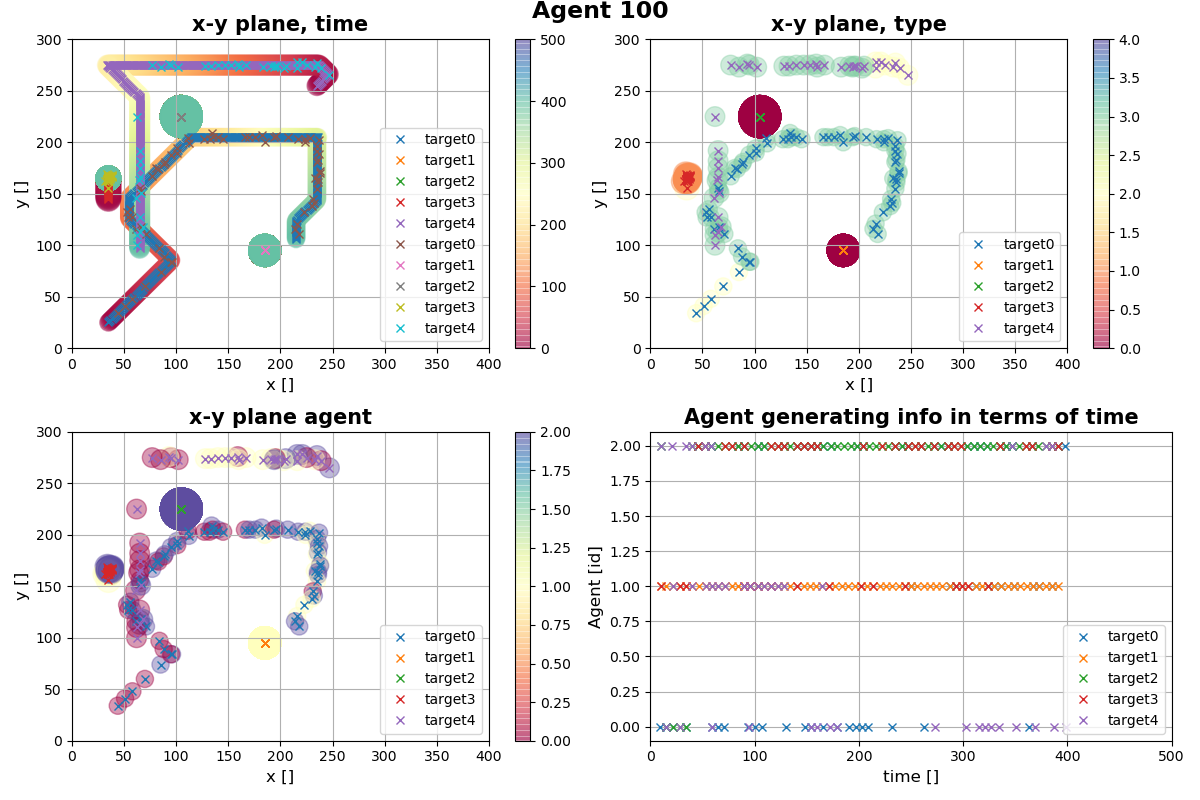 Agent 100
x-y plane, time
x-y plane, type
300
250
200
150
100
50
0
y []
0 50 100 150 200 250 300 350 400
x []
target0
target1
target2
target3
target4
target0
target1
target2
target3
target4
500
400
300
200
100
0
300
250
200
150
100
50
0
y []
0 50 100 150 200 250 300 350 400
x []
target0
target1
target2
target3
target4
4.0
3.5
3.0
2.5
2.0
1.5
1.0
0.5
0.0
x-y plane agent
Agent generating info in terms of time
300
250
200
150
100
50
0
y []
0 50 100 150 200 250 300 350 400
x []
target0
target1
target2
target3
target4
2.00
1.75
1.50
1.25
1.00
0.75
0.50
0.25
0.00
2.00
1.75
1.50
1.25
1.00
0.75
0.50
0.25
0.00
Agent [id]
0 100 200 300 400 500
time []
target0
target1
target2
target3
target4